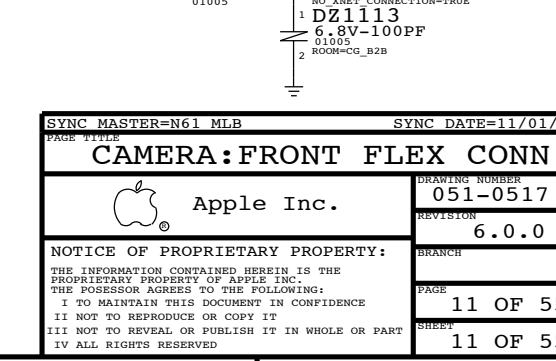 01005
NO_XNET_CONNECTION=TRUE
1
DZ1113
6.8V-100PF
01005
2
ROOM=CG_B2B
SYNC MASTER=N61 MLB
SYNC DATE=11/01/
PAGE TITLE
CAMERA:FRONT FLEX CONN
Apple Inc.
®
DRAWING NUMBER
051-0517
REVISION
6.0.0
BRANCH
NOTICE OF PROPRIETARY PROPERTY:
THE INFORMATION CONTAINED HEREIN IS THE
PROPRIETARY PROPERTY OF APPLE INC.
THE POSESSOR AGREES TO THE FOLLOWING:
I TO MAINTAIN THIS DOCUMENT IN CONFIDENCE
II NOT TO REPRODUCE OR COPY IT
III NOT TO REVEAL OR PUBLISH IT IN WHOLE OR PART
IV ALL RIGHTS RESERVED
PAGE
11 OF 5
SHEET
11 OF 5